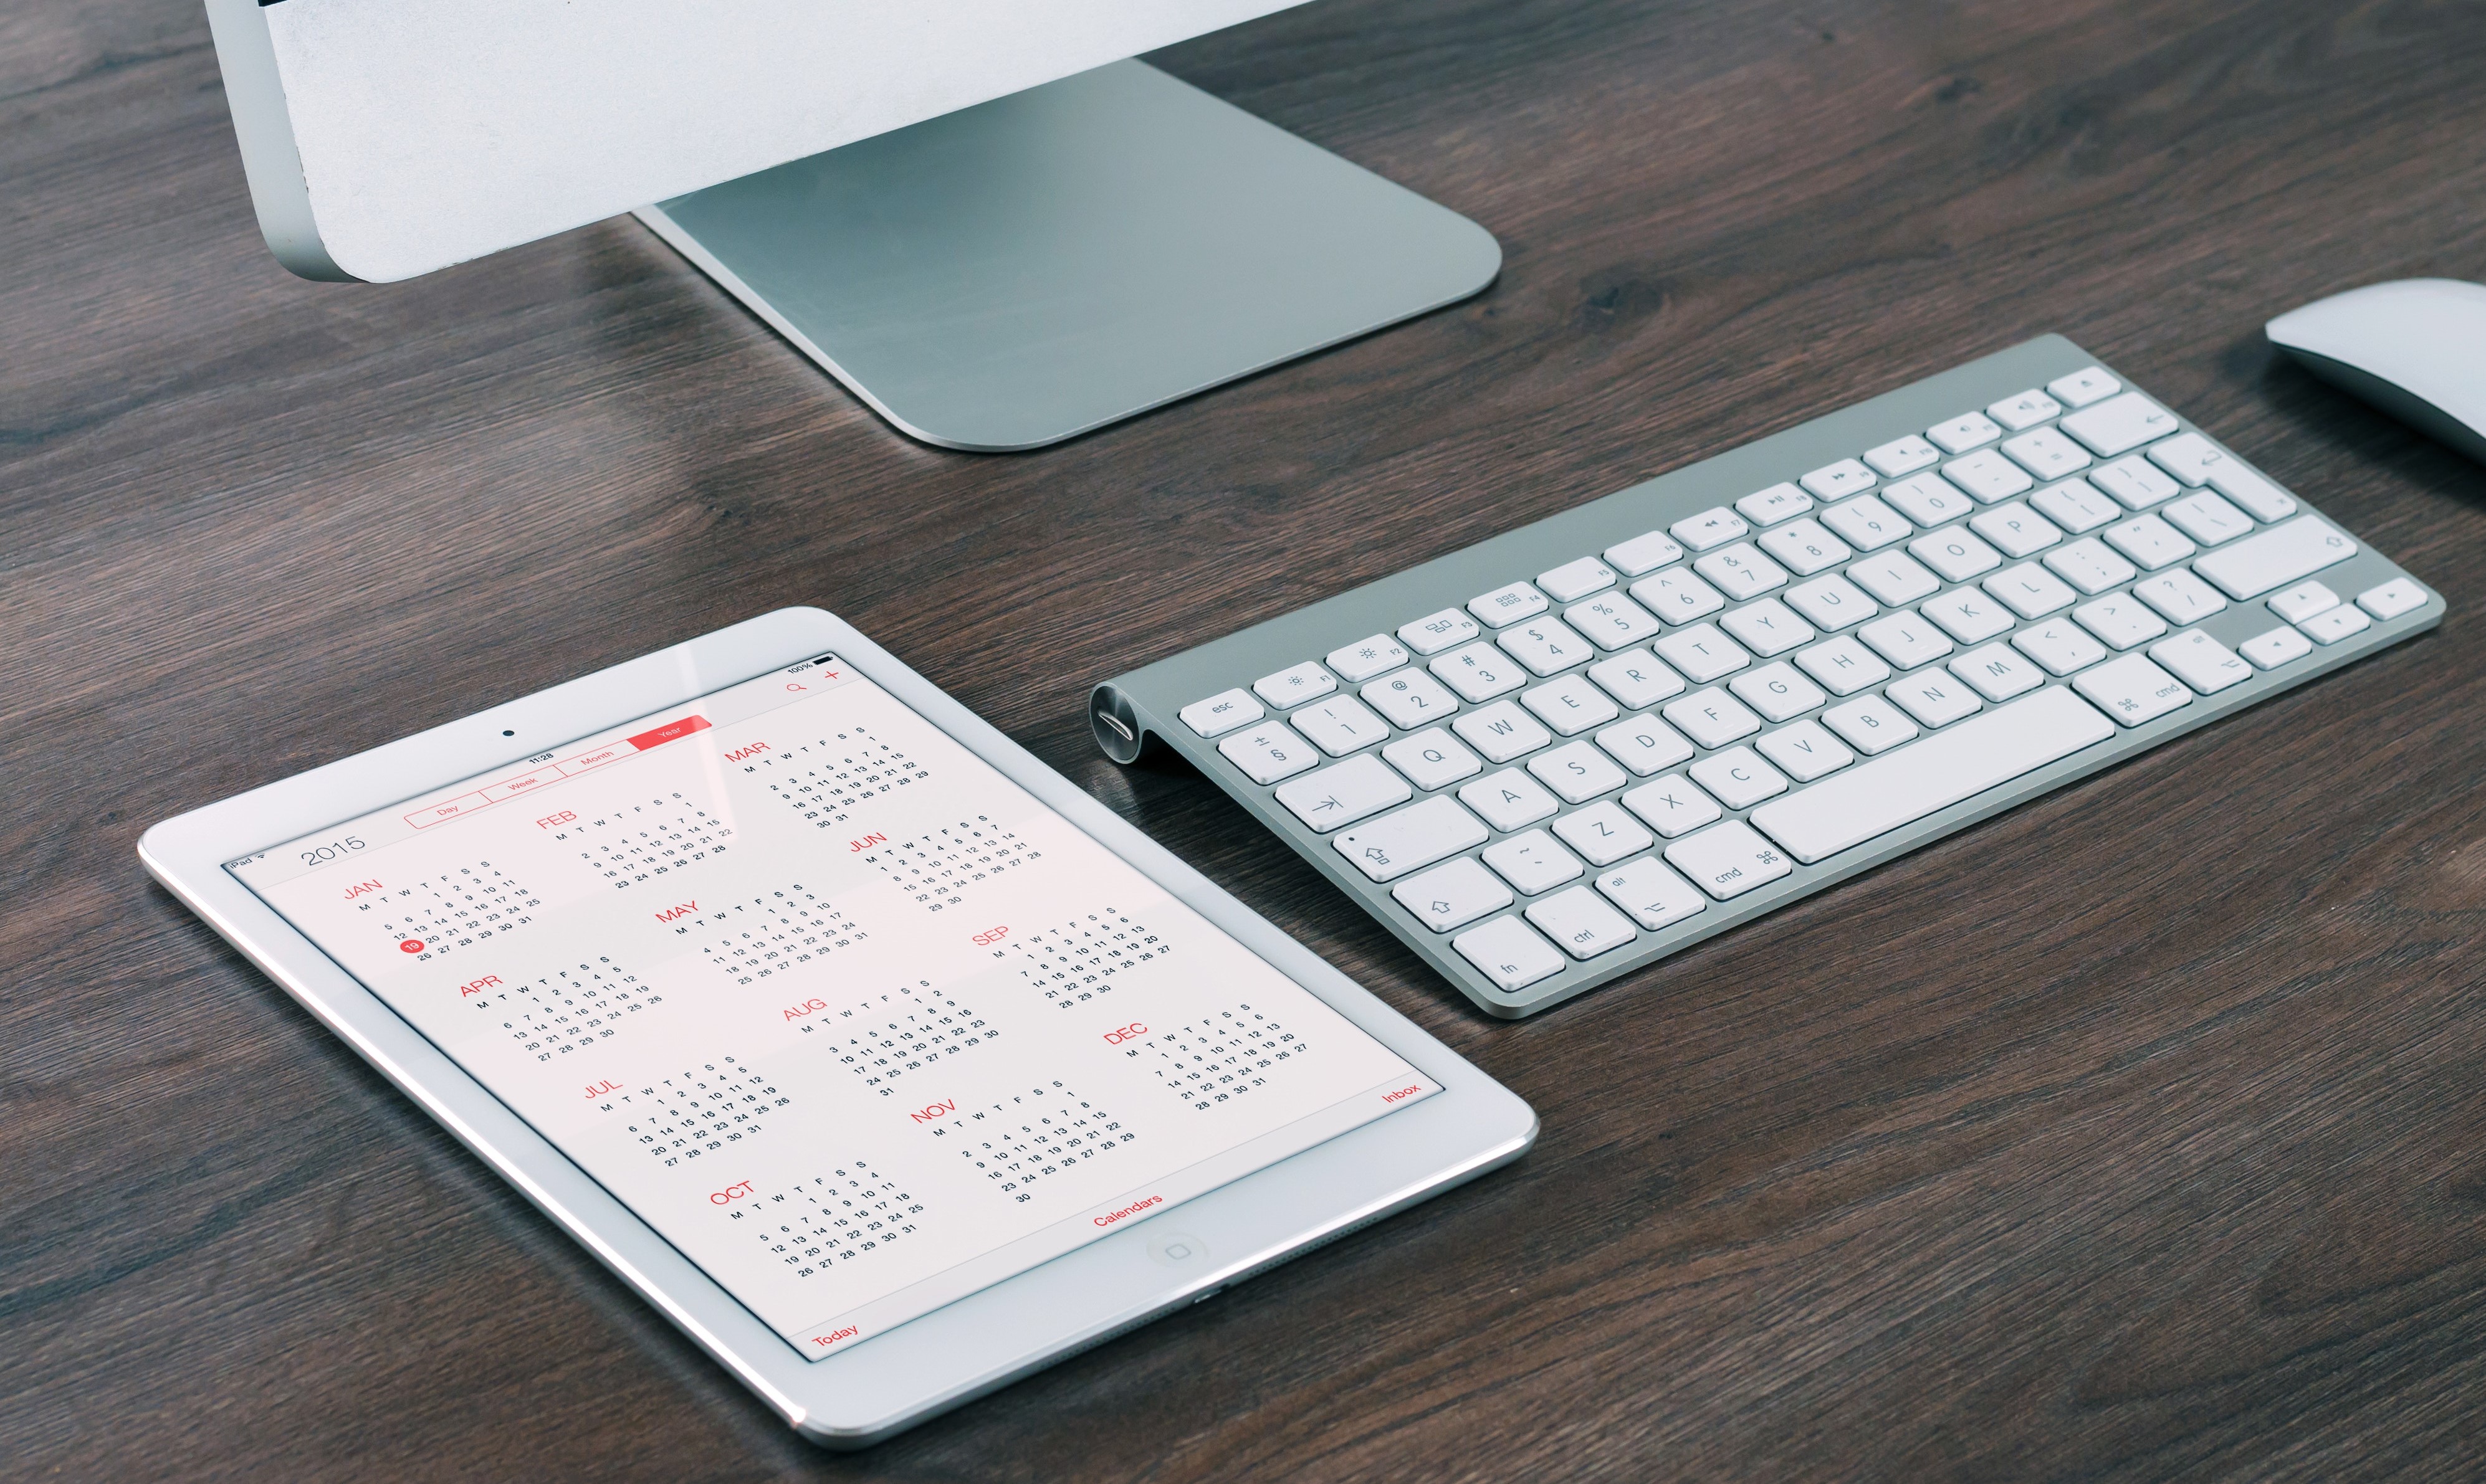 iPad
11:28
100%
Day Week Month Year
2015
JAN
M T W T F S S
1 2 3 4
5 6 7 8 9 10 11
12 13 14 15 16 17 18
19 20 21 22 23 24 25
26 27 28 29 30 31
FEB
M T W T F S S
1
2 3 4 5 6 7 8
9 10 11 12 13 14 15
16 17 18 19 20 21 22
23 24 25 26 27 28
MAR
M T W T F S S
1
2 3 4 5 6 7 8
9 10 11 12 13 14 15
16 17 18 19 20 21 22
23 24 25 26 27 28 29
30 31
APR
M T W T F S S
1 2 3 4 5
6 7 8 9 10 11 12
13 14 15 16 17 18 19
20 21 22 23 24 25 26
27 28 29 30
MAY
M T W T F S S
1 2 3
4 5 6 7 8 9 10
11 12 13 14 15 16 17
18 19 20 21 22 23 24
25 26 27 28 29 30 31
JUN
M T W T F S S
1 2 3 4 5 6 7
8 9 10 11 12 13 14
15 16 17 18 19 20 21
22 23 24 25 26 27 28
29 30
JUL
M T W T F S S
1 2 3 4 5
6 7 8 9 10 11 12
13 14 15 16 17 18 19
20 21 22 23 24 25 26
27 28 29 30 31
AUG
M T W T F S S
1 2
3 4 5 6 7 8 9
10 11 12 13 14 15 16
17 18 19 20 21 22 23
24 25 26 27 28 29 30
31
SEP
M T W T F S S
1 2 3 4 5 6
7 8 9 10 11 12 13
14 15 16 17 18 19 20
21 22 23 24 25 26 27
28 29 30
OCT
M T W T F S S
1 2 3 4
5 6 7 8 9 10 11
12 13 14 15 16 17 18
19 20 21 22 23 24 25
26 27 28 29 30 31
NOV
M T W T F S S
1
2 3 4 5 6 7 8
9 10 11 12 13 14 15
16 17 18 19 20 21 22
23 24 25 26 27 28 29
30
DEC
M T W T F S S
1 2 3 4 5 6
7 8 9 10 11 12 13
14 15 16 17 18 19 20
21 22 23 24 25 26 27
28 29 30 31
Today Calendars Inbox
esc F1 F2 F3 F4 F5 F6 F7 F8
± § ! 1 @ 2 # 3 $ 4 % 5 ^ 6 & 7 * 8 ( 9 ) 0 - + =
Q W E R T Y U I O P { [ } ]
A S D F G H J K L : ; " ' | \
~ ` Z X C V B N M < , > . ? /
fn ctrl alt cmd ⌘ ⌘ cmd alt